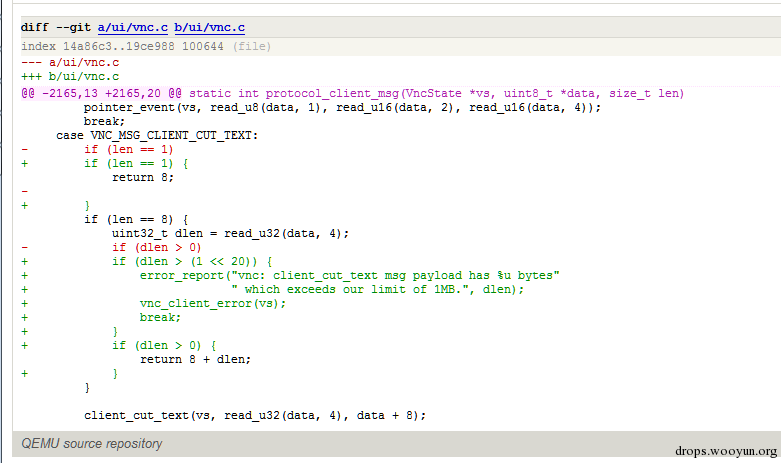 diff --git a/ui/vnc.c b/ui/vnc.c
index 14a86c3..19ce988 100644 (file)
--- a/ui/vnc.c
+++ b/ui/vnc.c
@@ -2165,13 +2165,20 @@ static int protocol_client_msg(VncState *vs, uint8_t *data, size_t len)
         pointer_event(vs, read_u8(data, 1), read_u16(data, 2), read_u16(data, 4));
         break;
     case VNC_MSG_CLIENT_CUT_TEXT:
-        if (len == 1)
+        if (len == 1) {
             return 8;
-
+        }
         if (len == 8) {
             uint32_t dlen = read_u32(data, 4);
-            if (dlen > 0)
+            if (dlen > (1 << 20)) {
+                error_report("vnc: client_cut_text msg payload has %u bytes"
+                             " which exceeds our limit of 1MB.", dlen);
+                vnc_client_error(vs);
+                break;
+            }
+            if (dlen > 0) {
                 return 8 + dlen;
+            }
         }
         client_cut_text(vs, read_u32(data, 4), data + 8);
QEMU source repository
drops.wooyun.org